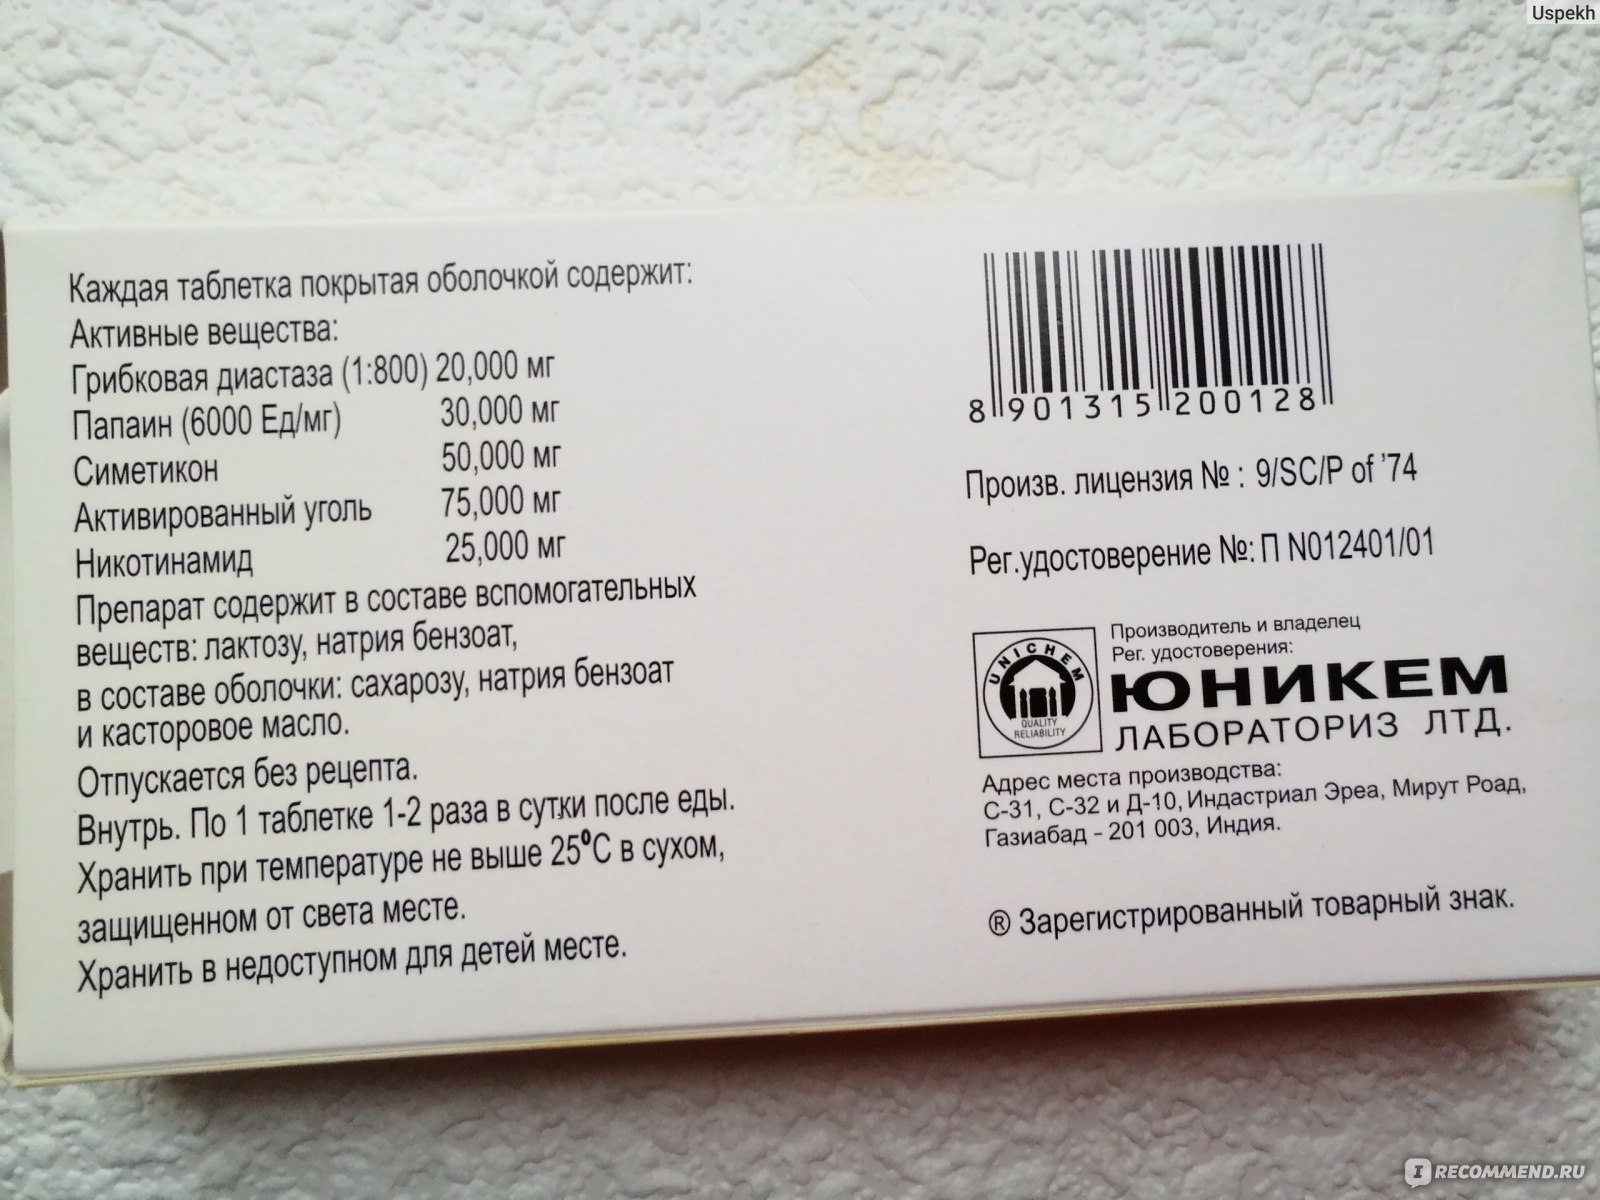 Uspekh
Каждая таблетка покрытая оболочкой содержит:
Активные вещества:
Грибковая диастаза (1:800) 20,000 мг
Папаин (6000 Ед/мг) 30,000 мг
Симетикон 50,000 мг
Активированный уголь 75,000 мг
Никотинамид 25,000 мг
Препарат содержит в составе вспомогательных
веществ: лактозу, натрия бензоат,
в составе оболочки: сахарозу, натрия бензоат
и касторовое масло.
Отпускается без рецепта.
Внутрь. По 1 таблетке 1-2 раза в сутки после еды.
Хранить при температуре не выше 25°С в сухом,
защищенном от света месте.
Хранить в недоступном для детей месте.
8 901315 200128
Произв. лицензия № : 9/SC/P of '74
Рег.удостоверение №: П N012401/01
UNICHEM
QUALITY
RELIABILITY
Производитель и владелец
Рег. удостоверения:
ЮНИКЕМ
ЛАБОРАТОРИЗ ЛТД.
Адрес места производства:
С-31, С-32 и Д-10, Индастриал Эреа, Мирут Роад,
Газиабад - 201 003, Индия.
® Зарегистрированный товарный знак.
IRECOMMEND.RU